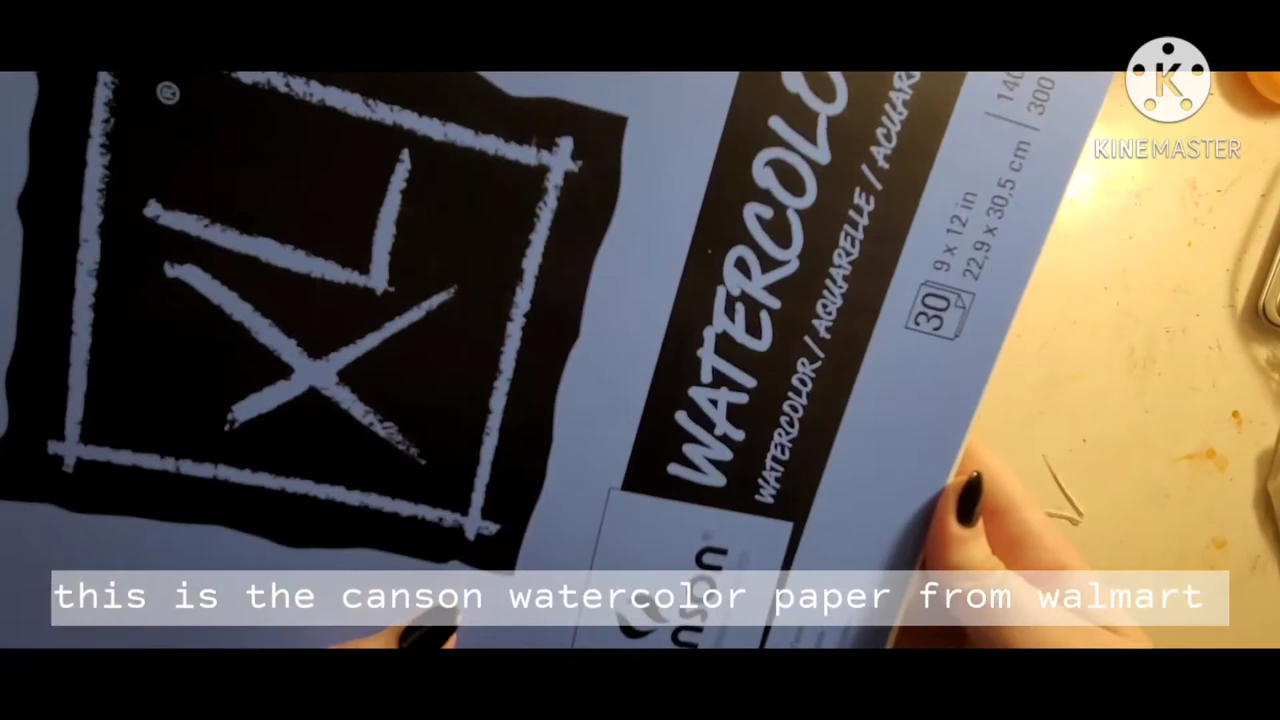 XL
®
WATERCOLO
WATERCOLOR / AQUARELLE / ACUAR
30
9 x 12 in
22,9 x 30,5 cm
140
300
nson
K
KINEMASTER
this is the canson watercolor paper from walmart